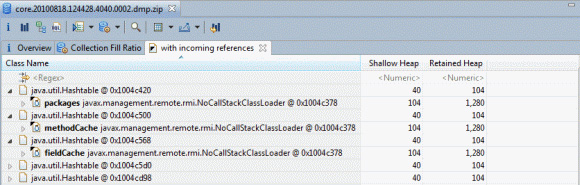 core.20100818.124428.4040.0002.dmp.zip
i Overview Collection Fill Ratio with incoming references
Class Name Shallow Heap Retained Heap
<Regex> <Numeric> <Numeric>
java.util.Hashtable @ 0x1004c420 40 104
packages javax.management.remote.rmi.NoCallStackClassLoader @ 0x1004c378 104 1,280
java.util.Hashtable @ 0x1004c500 40 104
methodCache javax.management.remote.rmi.NoCallStackClassLoader @ 0x1004c378 104 1,280
java.util.Hashtable @ 0x1004c568 40 104
fieldCache javax.management.remote.rmi.NoCallStackClassLoader @ 0x1004c378 104 1,280
java.util.Hashtable @ 0x1004c5d0 40 104
java.util.Hashtable @ 0x1004cd98 40 104